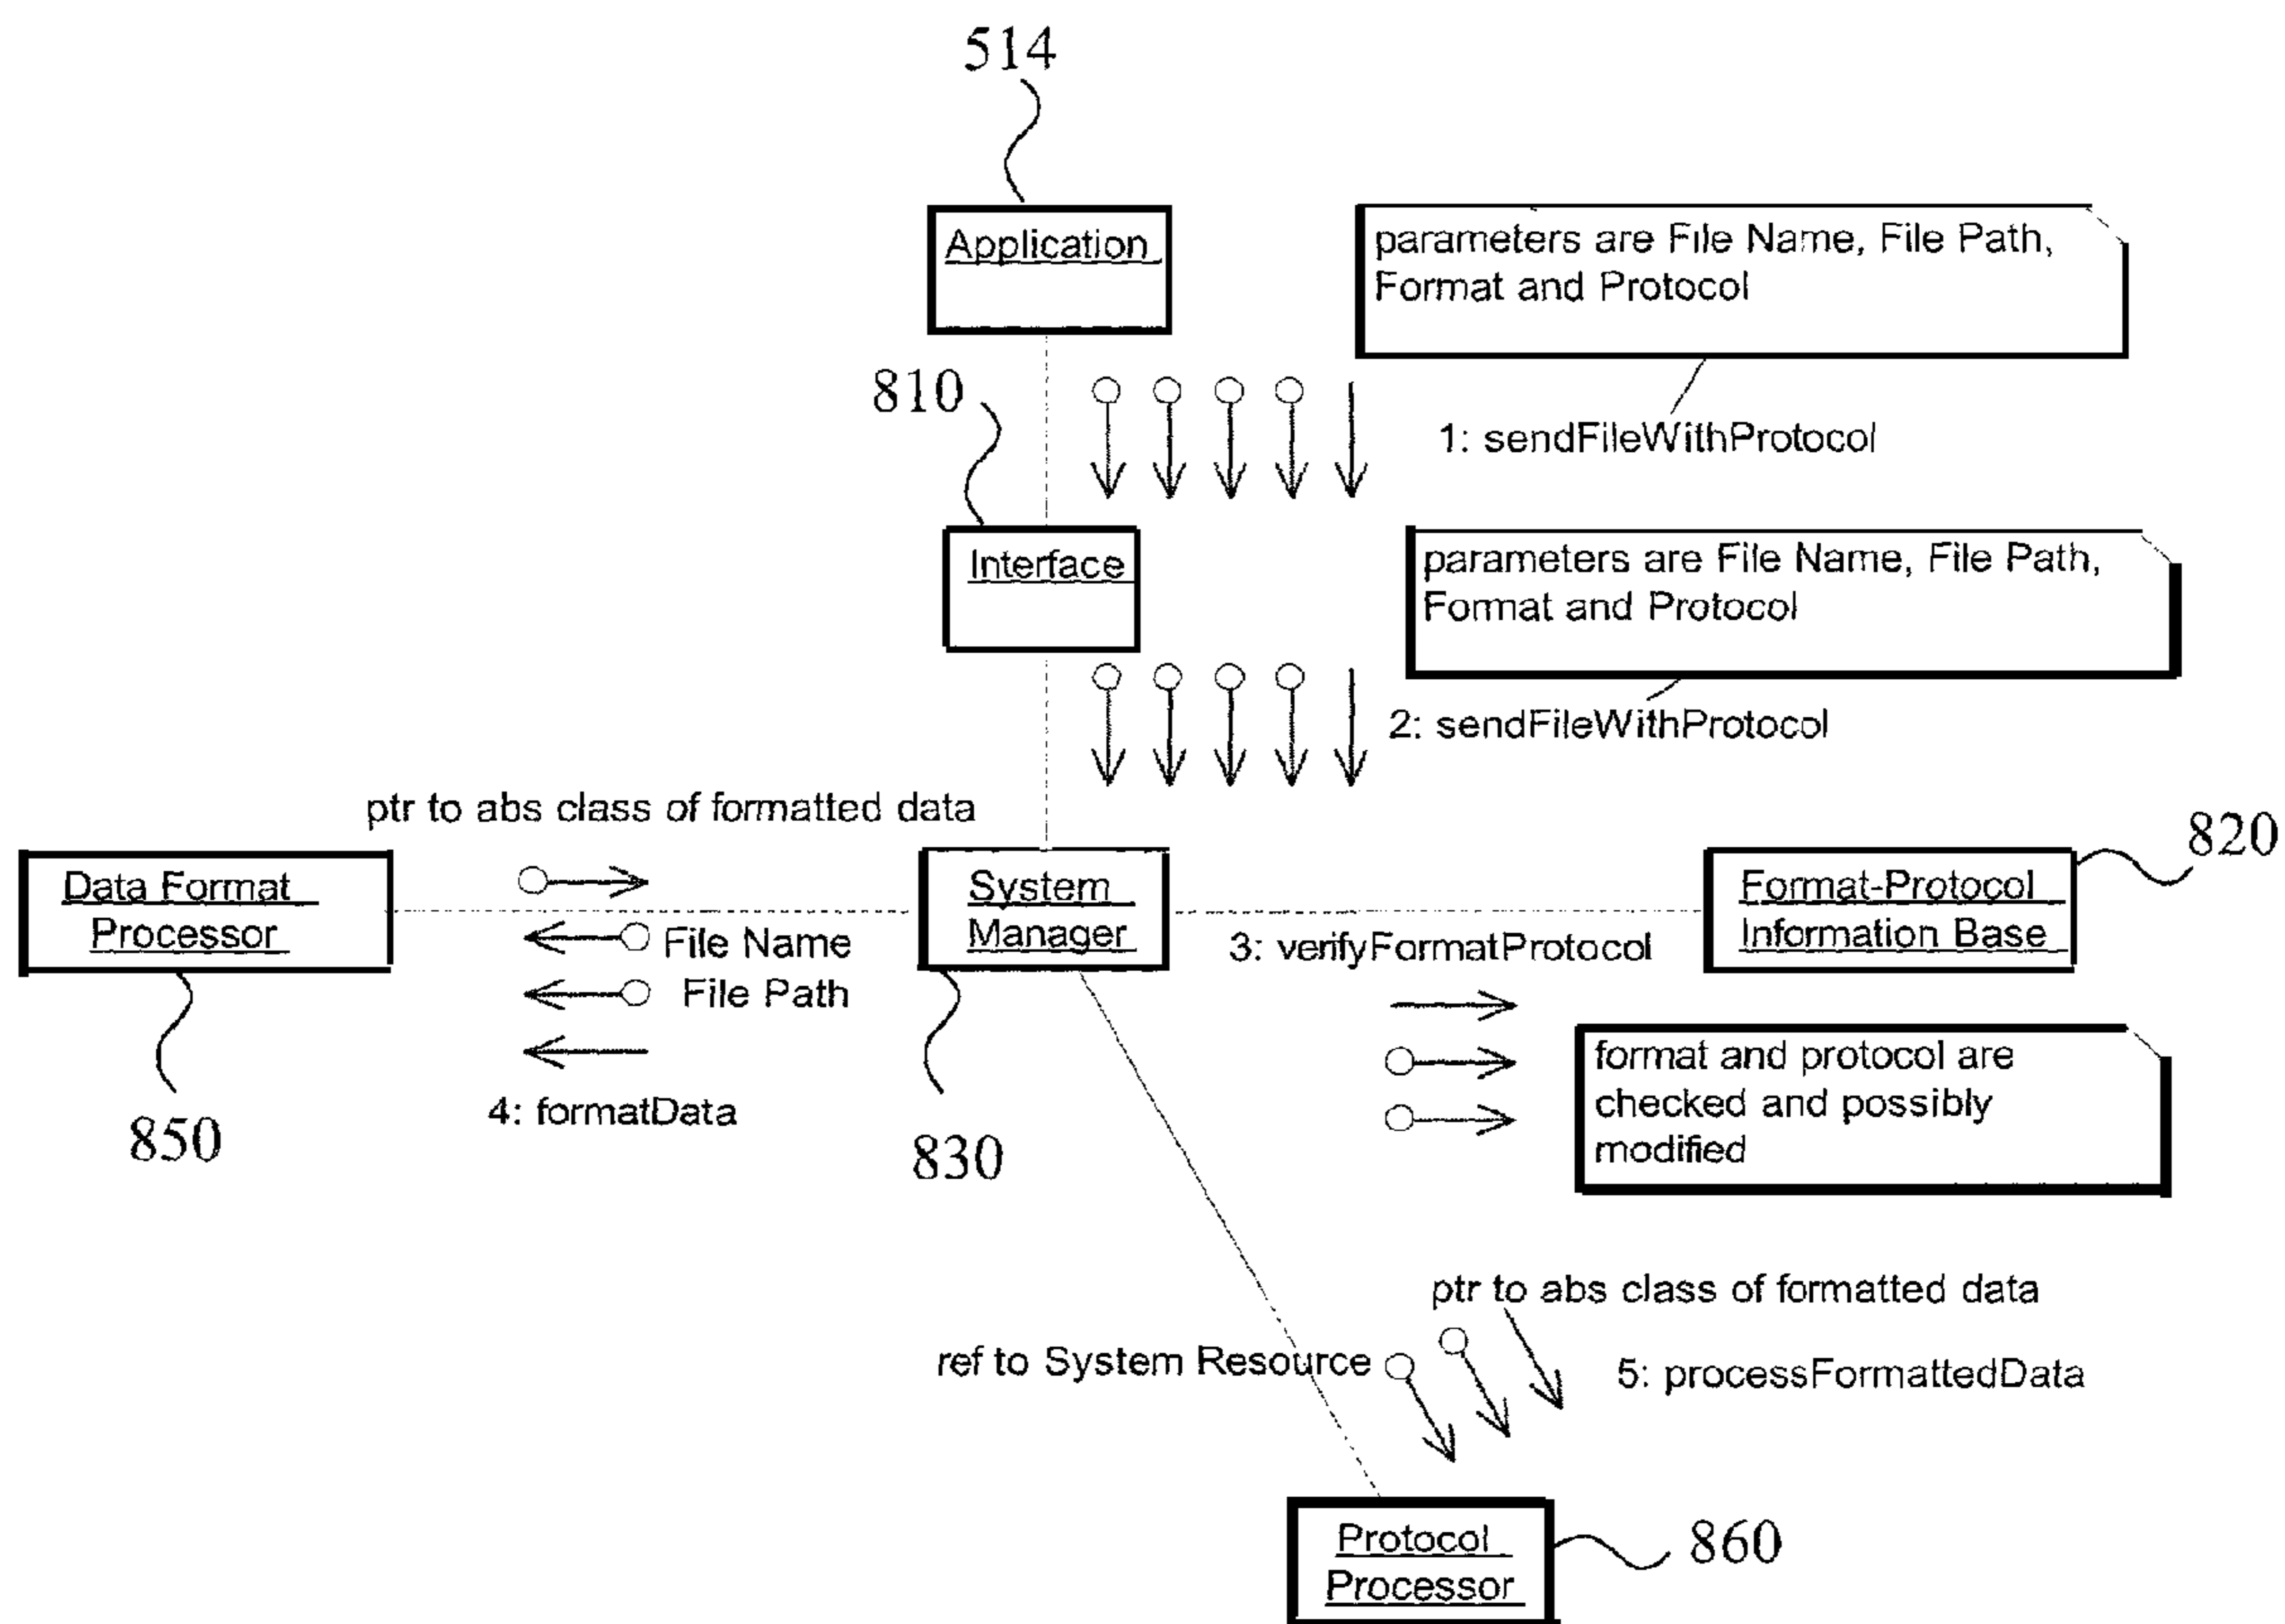 514
Application
parameters are File Name, File Path,
Format and Protocol
810
1: sendFileWithProtocol
Interface
parameters are File Name, File Path,
Format and Protocol
2: sendFileWithProtocol
ptr to abs class of formatted data
820
Data Format
Processor
File Name
File Path
System
Manager
Format-Protocol
Information Base
3: verifyFormatProtocol
4: formatData
850
830
format and protocol are
checked and possibly
modified
ptr to abs class of formatted data
ref to System Resource
5: processFormattedData
Protocol
Processor
860